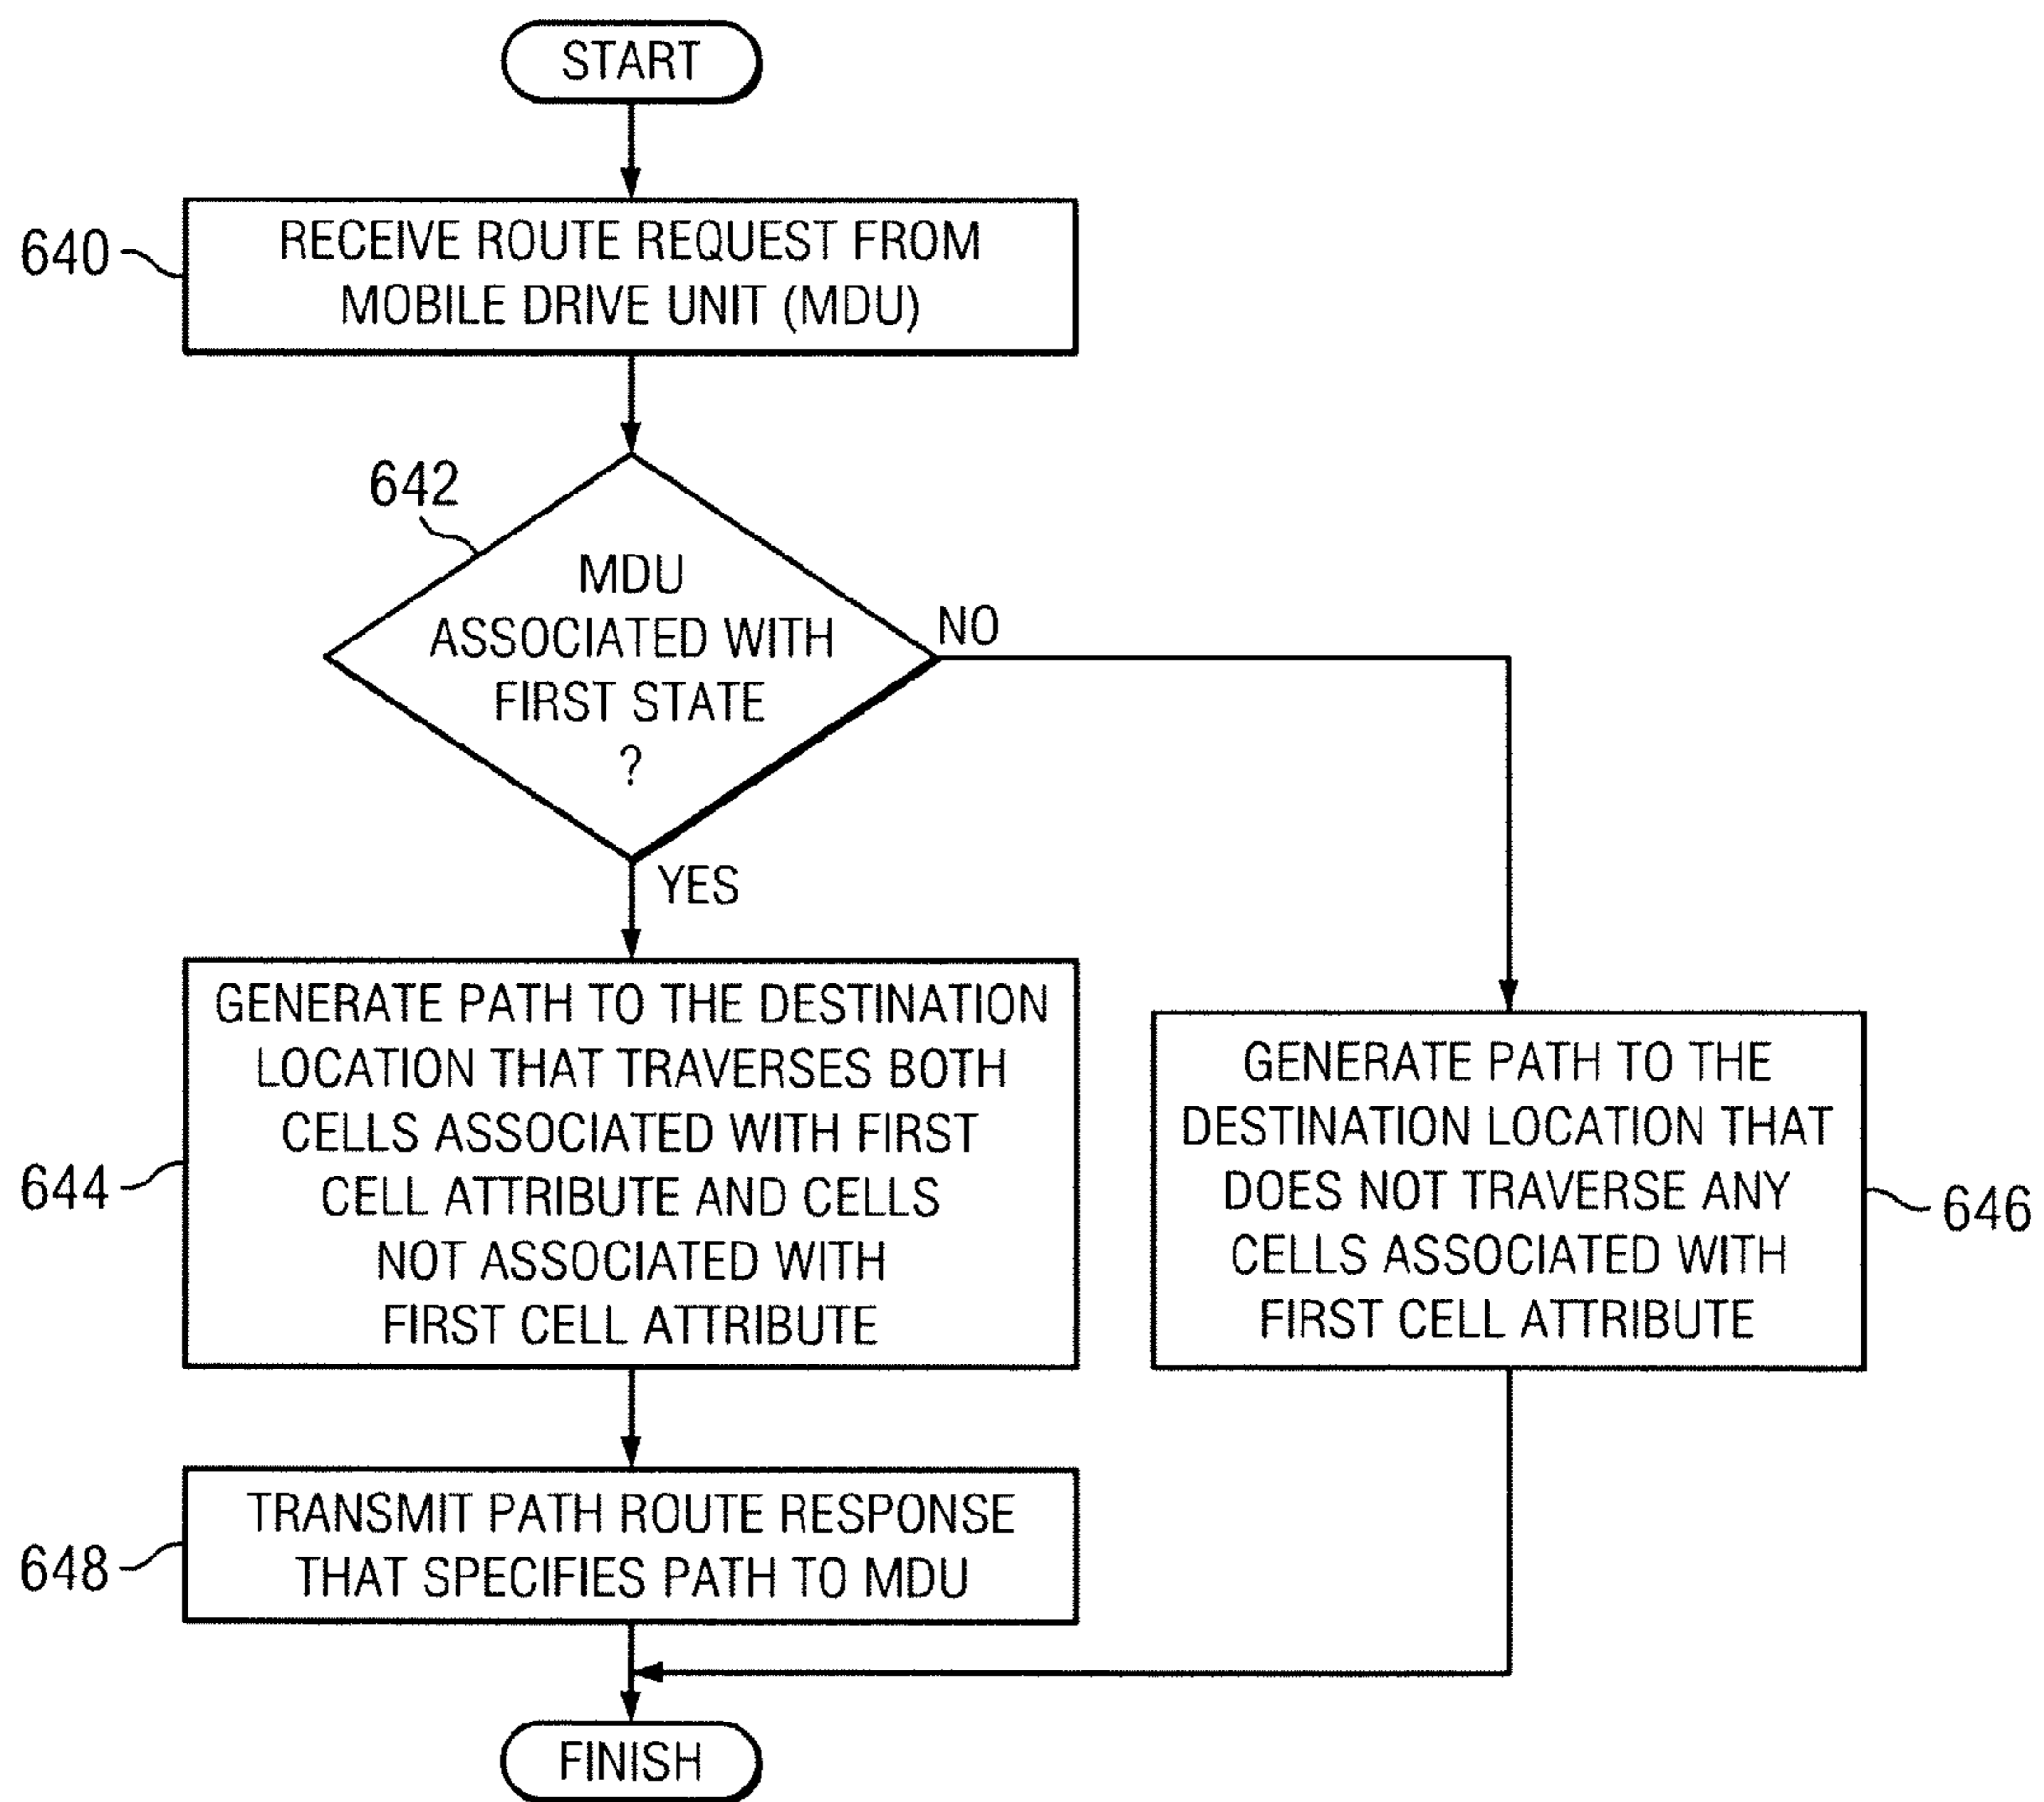 START
640
RECEIVE ROUTE REQUEST FROM
MOBILE DRIVE UNIT (MDU)
642
MDU
ASSOCIATED WITH
FIRST STATE
?
NO
YES
644
GENERATE PATH TO THE DESTINATION
LOCATION THAT TRAVERSES BOTH
CELLS ASSOCIATED WITH FIRST
CELL ATTRIBUTE AND CELLS
NOT ASSOCIATED WITH
FIRST CELL ATTRIBUTE
GENERATE PATH TO THE
DESTINATION LOCATION THAT
DOES NOT TRAVERSE ANY
CELLS ASSOCIATED WITH
FIRST CELL ATTRIBUTE
646
648
TRANSMIT PATH ROUTE RESPONSE
THAT SPECIFIES PATH TO MDU
FINISH